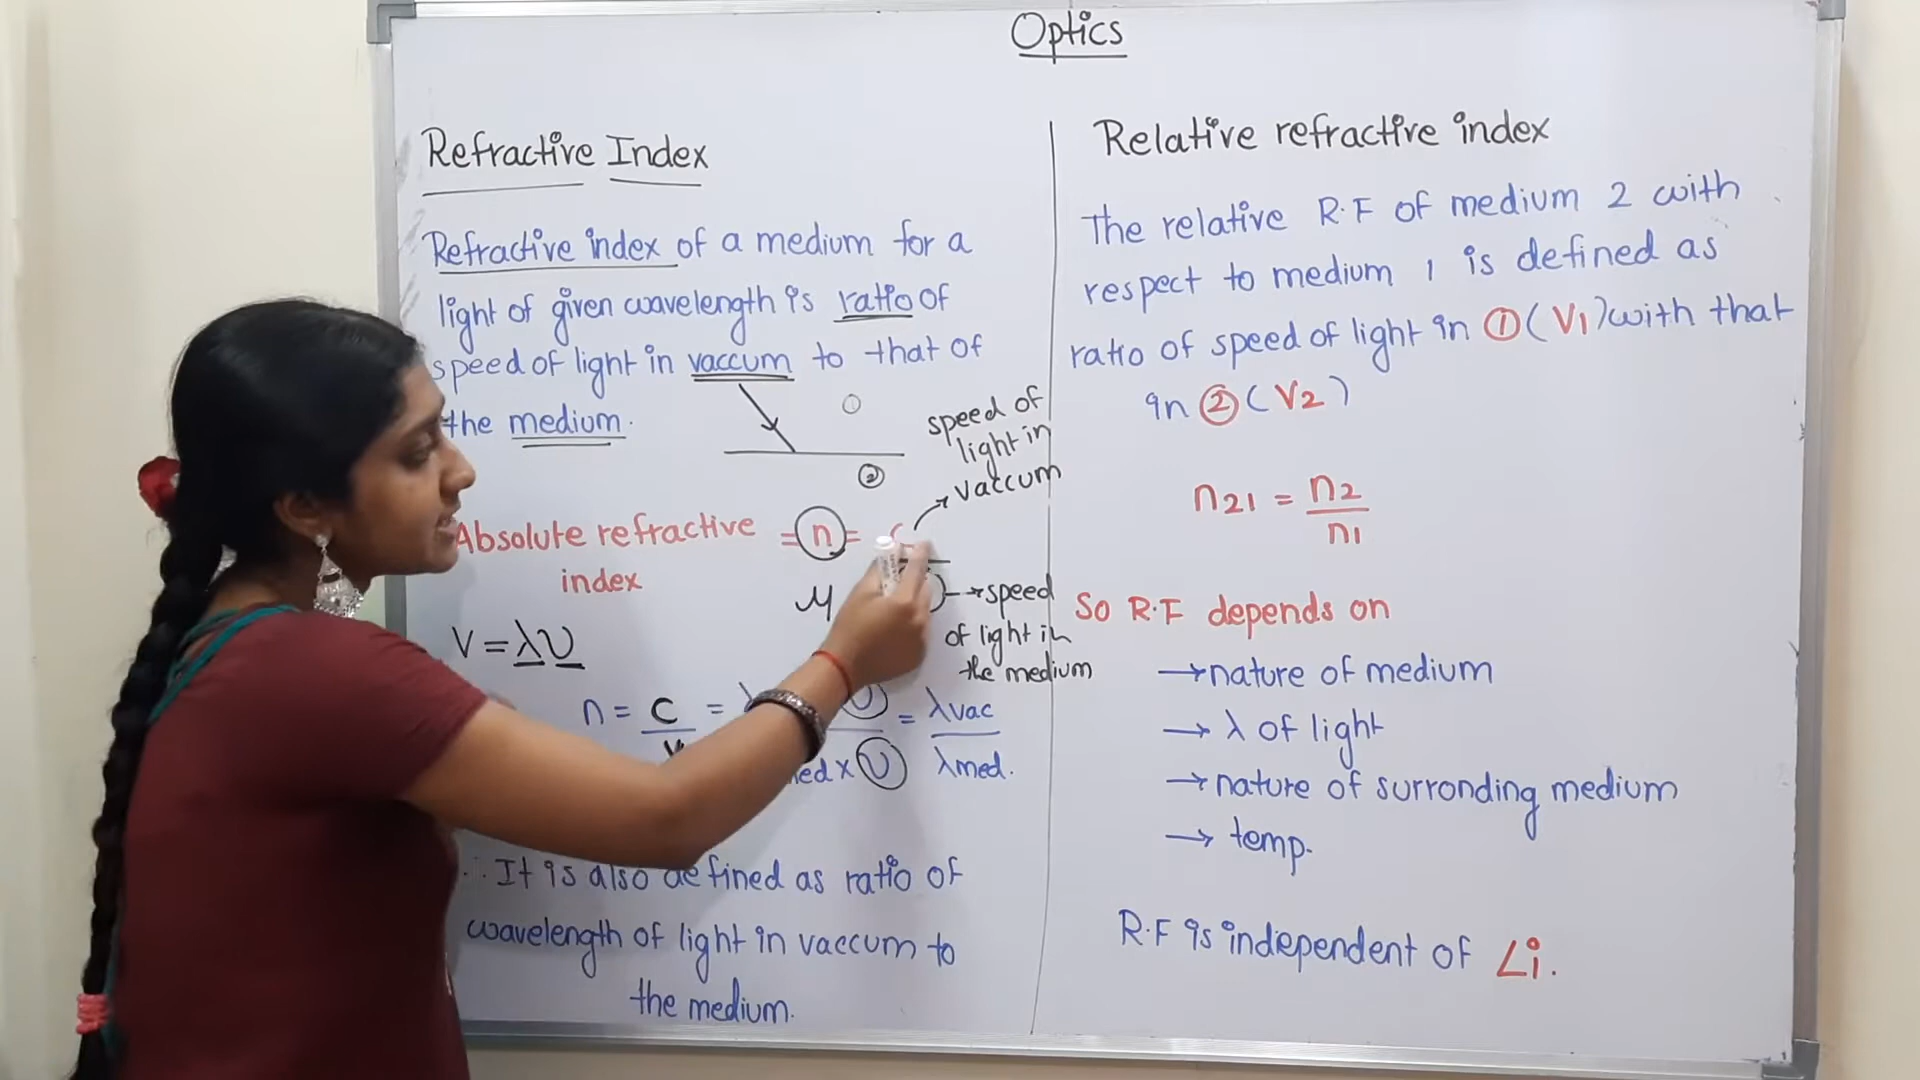 Optics
Refractive Index
Refractive index of a medium for a
light of given wavelength is ratio of
speed of light in vaccum to that of
the medium.
①
②
speed of
light in
vaccum
Absolute refractive = n = c
index
μ
→ speed
of light in
the medium
V = λυ
n = c = λ υ = λvac
v med x υ λmed.
∴ It is also defined as ratio of
wavelength of light in vaccum to
the medium.
Relative refractive index
The relative R.F of medium 2 with
respect to medium 1 is defined as
ratio of speed of light in ① (V1) with that
in ② (V2)
n21 = n2
n1
So R.F depends on
→ nature of medium
→ λ of light
→ nature of surronding medium
→ temp.
R.F is independent of ∠i.